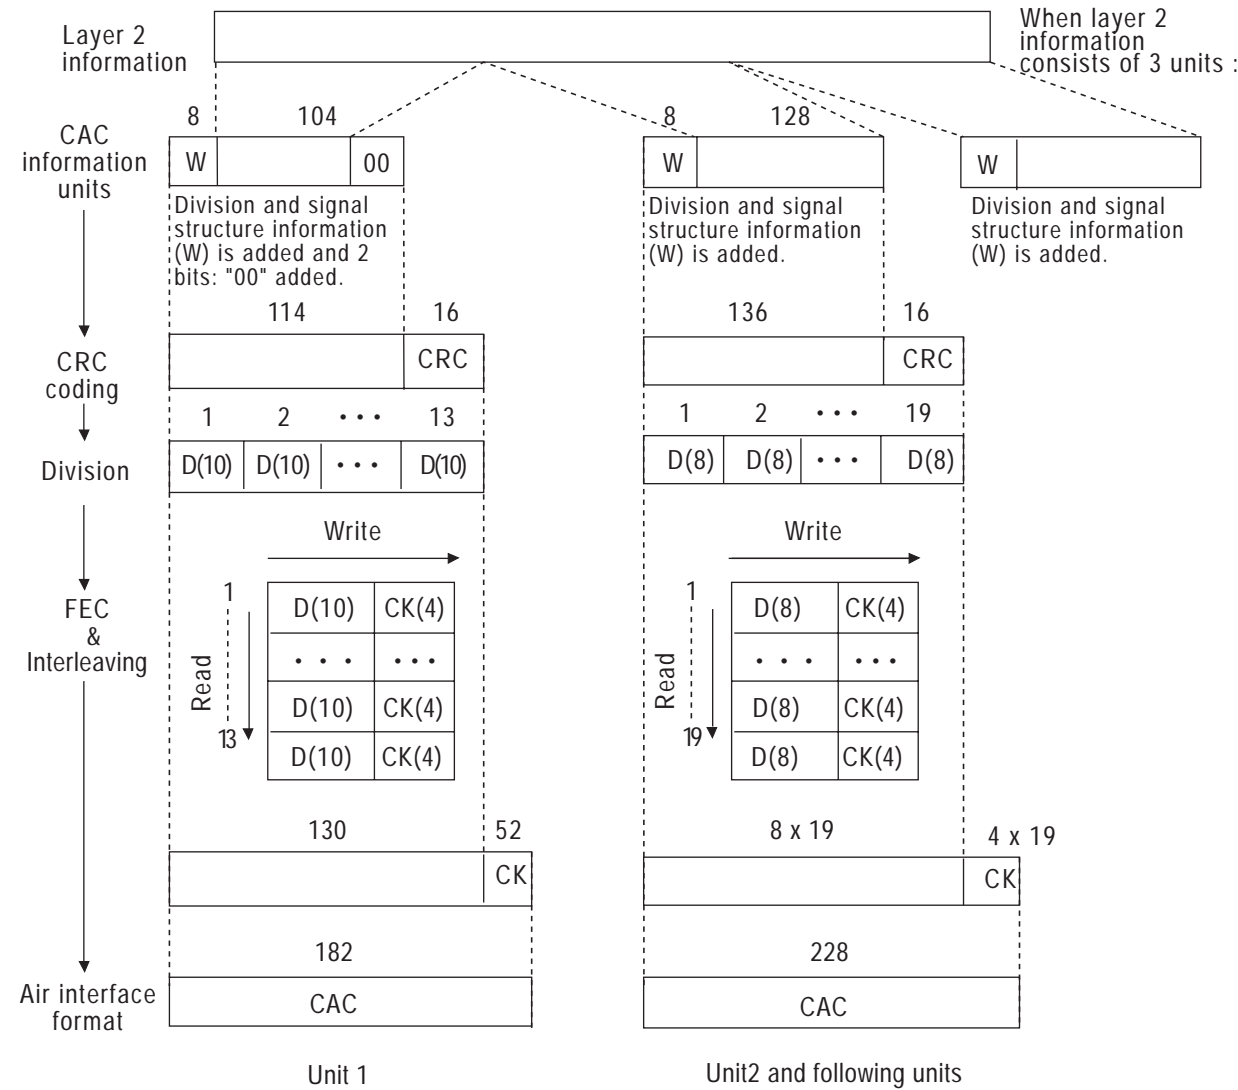 Layer 2
information
When layer 2
information
consists of 3 units :
8 104 8 128
CAC
information
units
W 00 W W
Division and signal
structure information
(W) is added and 2
bits: "00" added.
Division and signal
structure information
(W) is added.
Division and signal
structure information
(W) is added.
114 16 136 16
CRC
coding
CRC CRC
1 2 • • • 13 1 2 • • • 19
Division
D(10) D(10) • • • D(10) D(8) D(8) • • • D(8)
Write Write
FEC
&
Interleaving
1
Read
13
D(10) CK(4)
• • • • • •
D(10) CK(4)
D(10) CK(4)
1
Read
19
D(8) CK(4)
• • • • • •
D(8) CK(4)
D(8) CK(4)
130 52 8 x 19 4 x 19
CK CK
182 228
Air interface
format
CAC CAC
Unit 1 Unit2 and following units